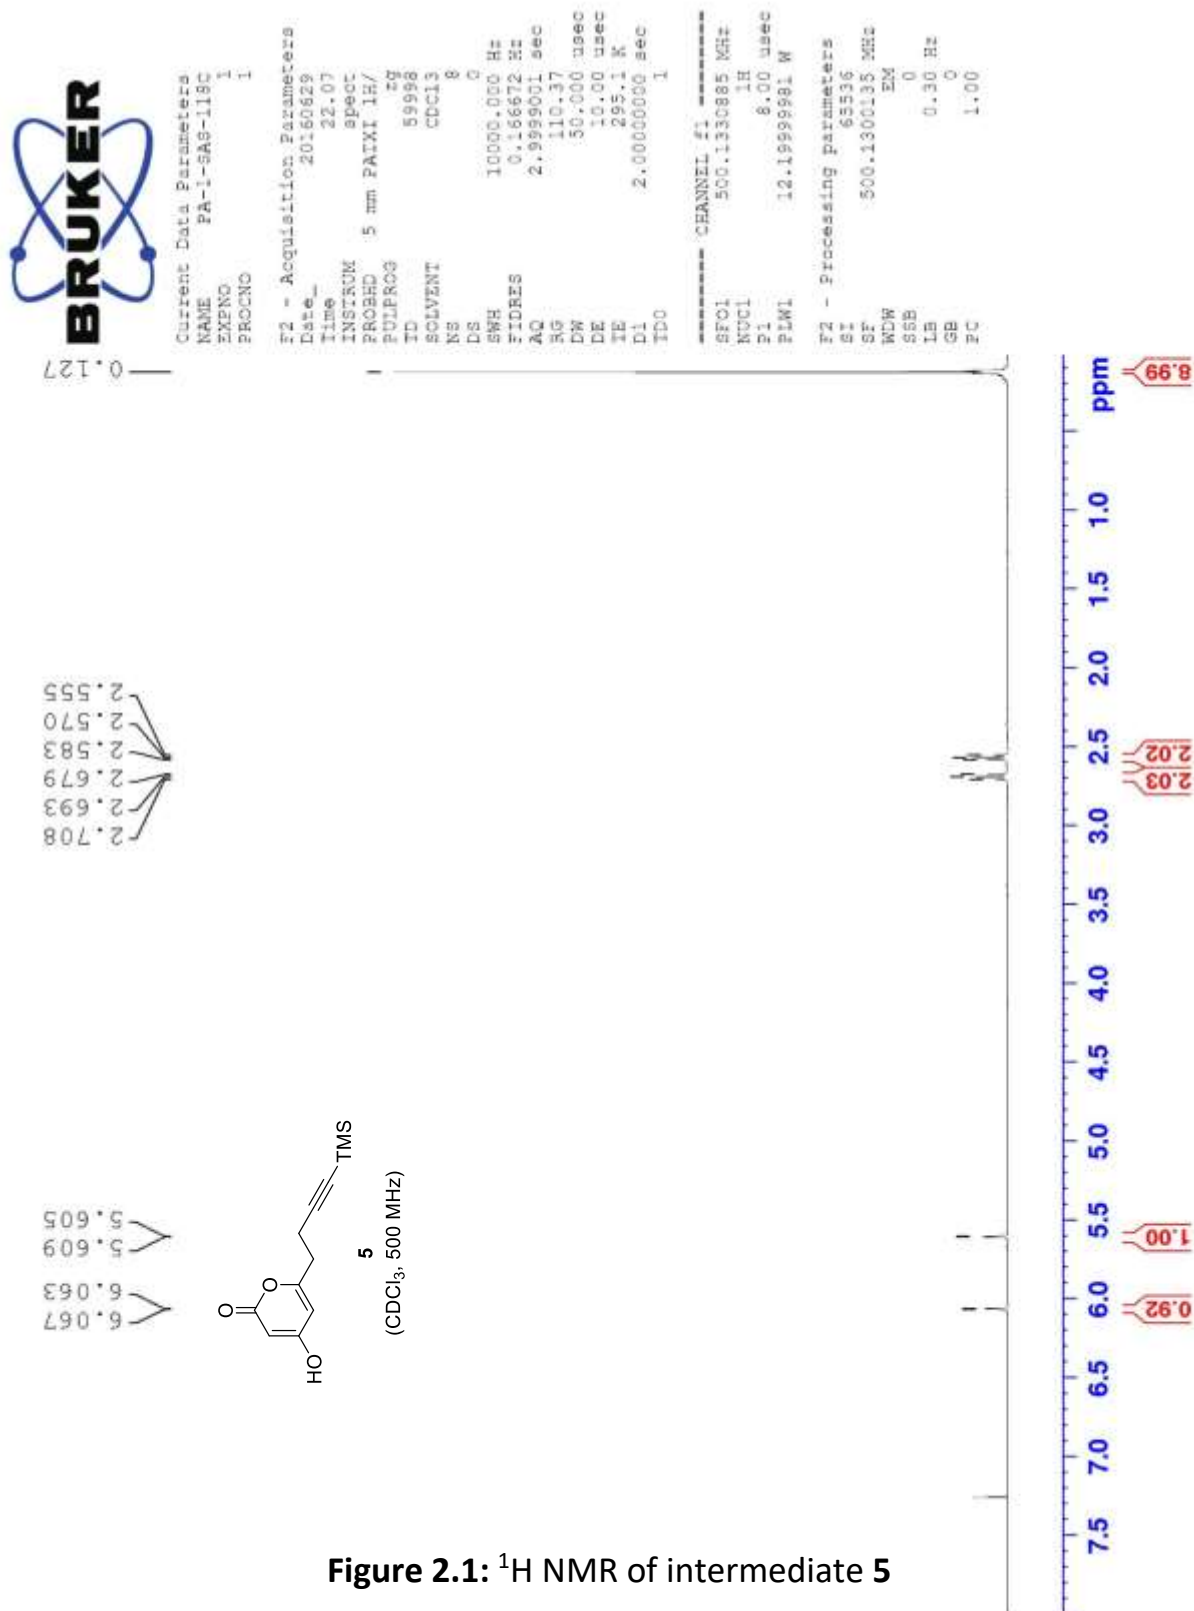 BRUKER
Current Data Parameters
NAME PA-1-SAS-118C
EXPNO 1
PROCNO 1
F2 - Acquisition Parameters
Date_ 20160629
Time 22.07
INSTRUM spect
PROBHD 5 mm PATXI 1H/
PULPROG zg
TD 59998
SOLVENT CDCl3
NS 8
DS 0
SWH 10000.000 Hz
FIDRES 0.166672 Hz
AQ 2.9999001 sec
RG 110.37
DW 50.000 usec
DE 10.00 usec
TE 295.1 K
D1 2.00000000 sec
TD0 1
======== CHANNEL f1 ========
SFO1 500.1330885 MHz
NUC1 1H
P1 8.00 usec
PLW1 12.19999981 W
F2 - Processing parameters
SI 65536
SF 500.1300135 MHz
WDW EM
SSB 0
LB 0.30 Hz
GB 0
PC 1.00
6.067
6.063
5.609
5.605
2.708
2.693
2.679
2.583
2.570
2.555
0.127
O
O
HO
TMS
5
(CDCl₃, 500 MHz)
7.5 7.0 6.5 6.0 5.5 5.0 4.5 4.0 3.5 3.0 2.5 2.0 1.5 1.0 ppm
0.92 1.00 2.03 2.02 8.99
Figure 2.1: ¹H NMR of intermediate 5